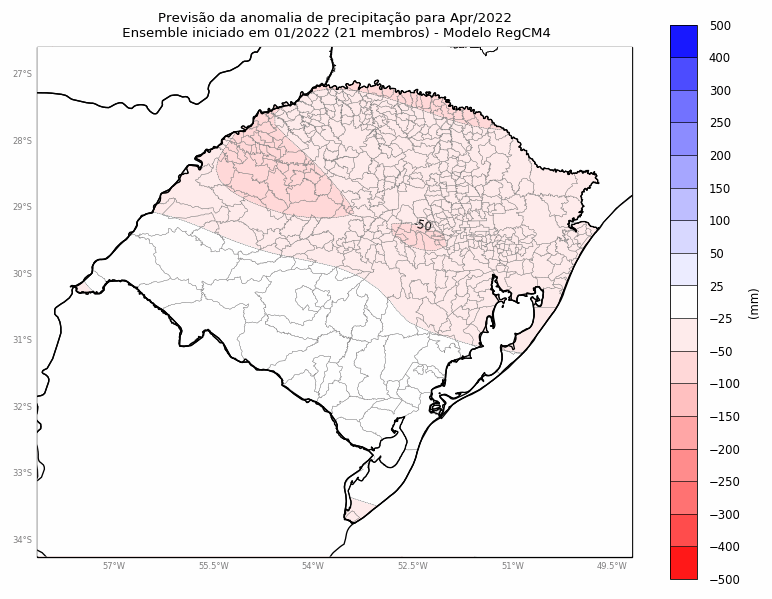 Previsão da anomalia de precipitação para Apr/2022
Ensemble iniciado em 01/2022 (21 membros) - Modelo RegCM4
27°S
28°S
29°S
30°S
31°S
32°S
33°S
34°S
57°W
55.5°W
54°W
52.5°W
51°W
49.5°W
-50
500
400
300
250
200
150
100
50
25
−25
−50
−100
−150
−200
−250
−300
−400
−500
(mm)